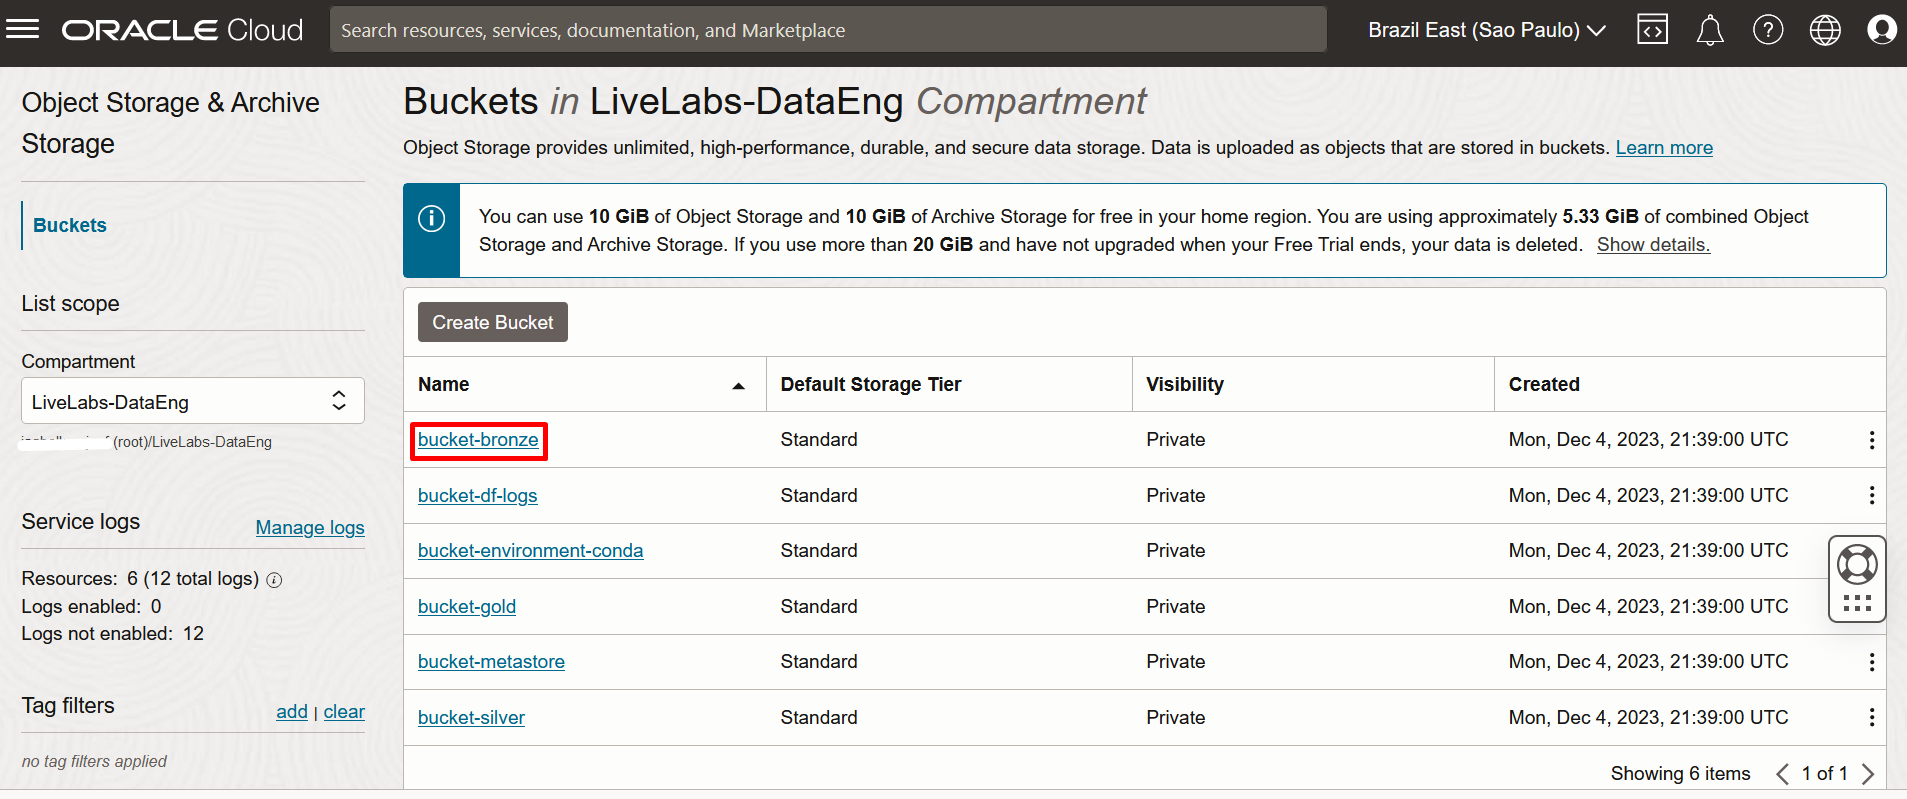 ORACLE Cloud
Search resources, services, documentation, and Marketplace
Brazil East (Sao Paulo)
Object Storage & Archive
Storage
Buckets
List scope
Compartment
LiveLabs-DataEng
(root)/LiveLabs-DataEng
Service logs
Manage logs
Resources: 6 (12 total logs)
Logs enabled: 0
Logs not enabled: 12
Tag filters
add | clear
no tag filters applied
Buckets in LiveLabs-DataEng Compartment
Object Storage provides unlimited, high-performance, durable, and secure data storage. Data is uploaded as objects that are stored in buckets. Learn more
You can use 10 GiB of Object Storage and 10 GiB of Archive Storage for free in your home region. You are using approximately 5.33 GiB of combined Object
Storage and Archive Storage. If you use more than 20 GiB and have not upgraded when your Free Trial ends, your data is deleted. Show details.
Create Bucket
Name Default Storage Tier Visibility Created
bucket-bronze Standard Private Mon, Dec 4, 2023, 21:39:00 UTC
bucket-df-logs Standard Private Mon, Dec 4, 2023, 21:39:00 UTC
bucket-environment-conda Standard Private Mon, Dec 4, 2023, 21:39:00 UTC
bucket-gold Standard Private Mon, Dec 4, 2023, 21:39:00 UTC
bucket-metastore Standard Private Mon, Dec 4, 2023, 21:39:00 UTC
bucket-silver Standard Private Mon, Dec 4, 2023, 21:39:00 UTC
Showing 6 items 1 of 1